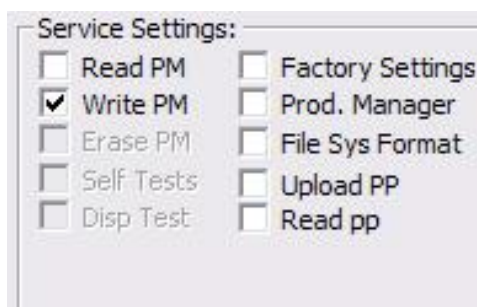 Service Settings:
Read PM
Write PM
Erase PM
Self Tests
Disp Test
Factory Settings
Prod. Manager
File Sys Format
Upload PP
Read pp